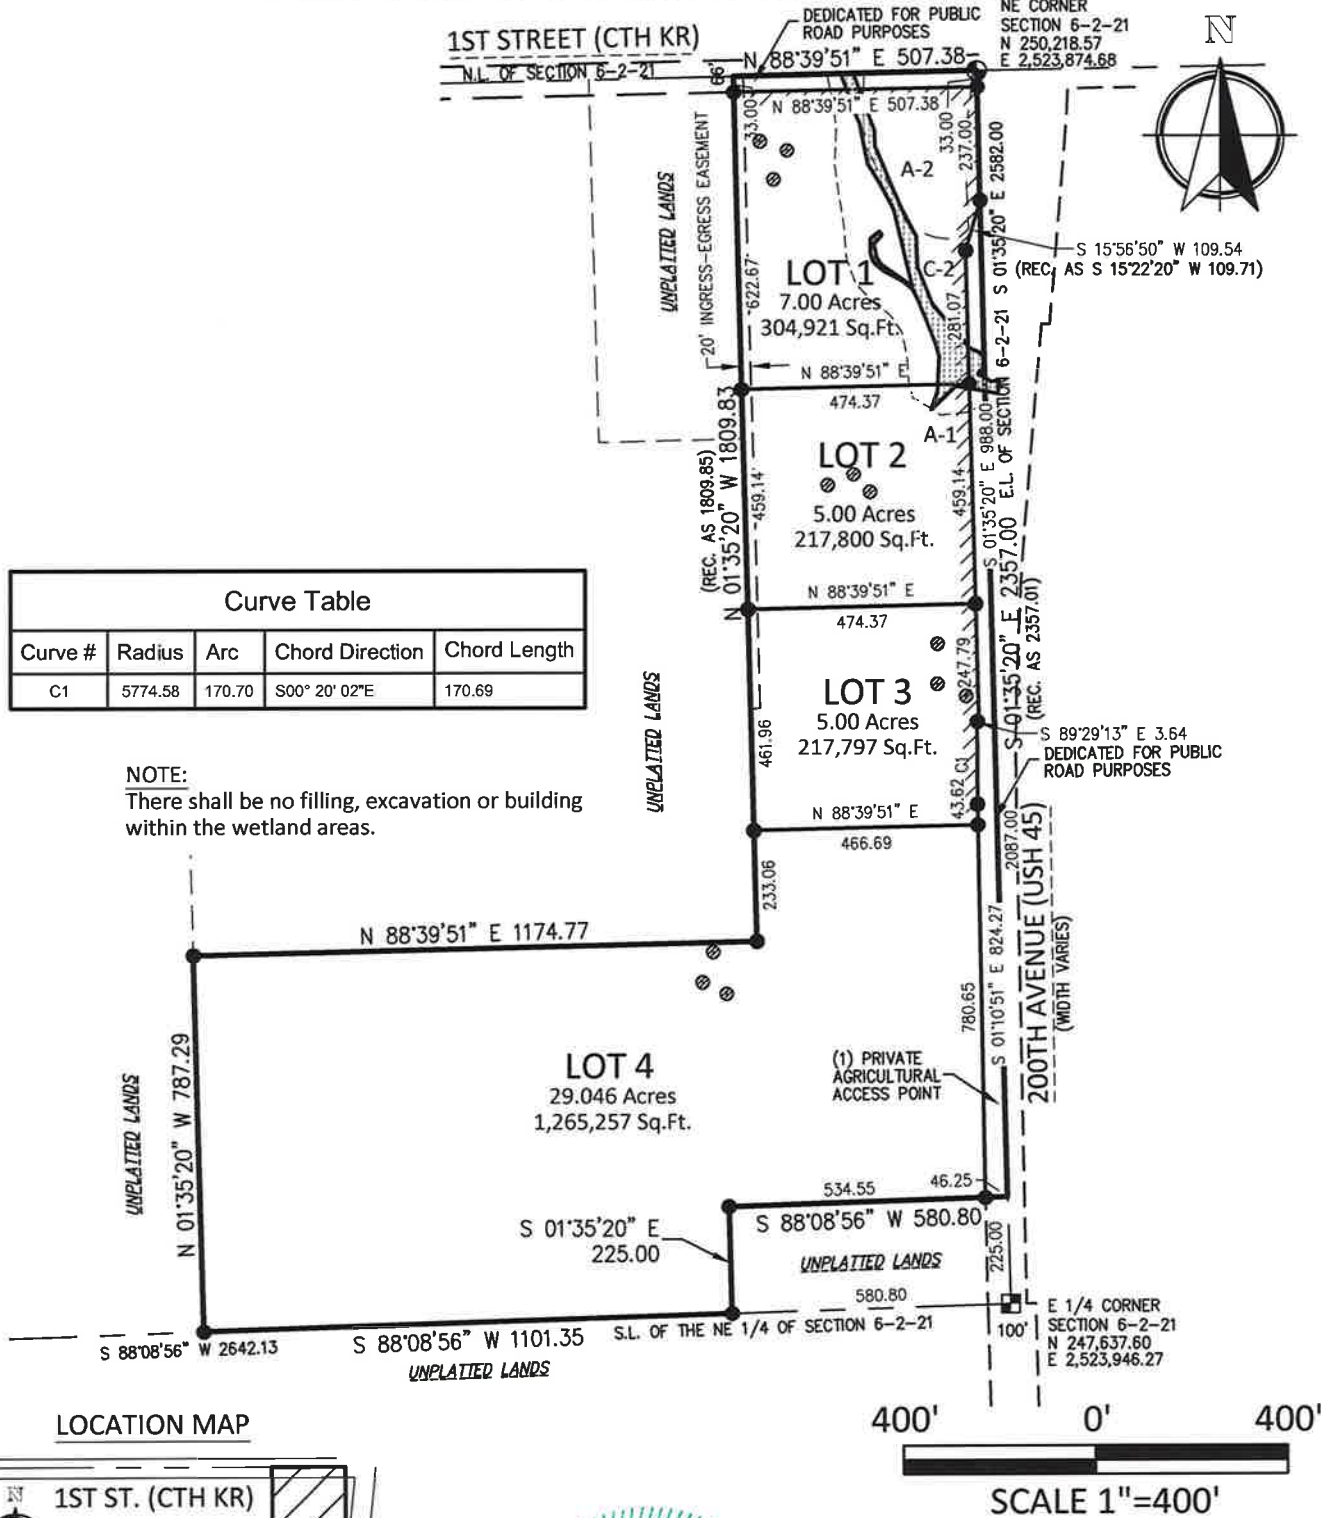 DEDICATED FOR PUBLIC
ROAD PURPOSES
NE CORNER
SECTION 6-2-21
N 250,218.57
E 2,523,874.68
N
1ST STREET (CTH KR)
N.L. OF SECTION 6-2-21
66'
N 88°39'51" E 507.38
N 88°39'51" E 507.38
33.00
33.00
237.00
20' INGRESS-EGRESS EASEMENT
UNPLATTED LANDS
A-2
S 01°35'20" E 2582.00
E.L. OF SECTION 6-2-21
S 15°56'50" W 109.54
(REC. AS S 15°22'20" W 109.71)
C-2
LOT 1
7.00 Acres
304,921 Sq.Ft.
622.67
281.07
N 88°39'51" E
474.37
A-1
N 01°35'20" W 1809.83
(REC. AS 1809.85)
LOT 2
5.00 Acres
217,800 Sq.Ft.
459.14
459.14
S 01°35'20" E 988.00
S 01°35'20" E 2357.00
(REC. AS 2357.01)
N 88°39'51" E
474.37
Curve Table
Curve # Radius Arc Chord Direction Chord Length
C1 5774.58 170.70 S00° 20' 02"E 170.69
LOT 3
5.00 Acres
217,797 Sq.Ft.
247.79
461.96
UNPLATTED LANDS
S 89°29'13" E 3.64
DEDICATED FOR PUBLIC
ROAD PURPOSES
C1
43.62
NOTE:
There shall be no filling, excavation or building
within the wetland areas.
N 88°39'51" E
466.69
2087.00
200TH AVENUE (USH 45)
(WIDTH VARIES)
233.06
N 88°39'51" E 1174.77
S 01°10'51" E 824.27
780.65
N 01°35'20" W 787.29
UNPLATTED LANDS
LOT 4
29.046 Acres
1,265,257 Sq.Ft.
(1) PRIVATE
AGRICULTURAL
ACCESS POINT
534.55
46.25
S 88°08'56" W 580.80
S 01°35'20" E
225.00
UNPLATTED LANDS
225.00
580.80
S.L. OF THE NE 1/4 OF SECTION 6-2-21
100'
E 1/4 CORNER
SECTION 6-2-21
N 247,637.60
E 2,523,946.27
S 88°08'56" W 2642.13
S 88°08'56" W 1101.35
UNPLATTED LANDS
LOCATION MAP
N
1ST ST. (CTH KR)
400' 0' 400'
SCALE 1"=400'